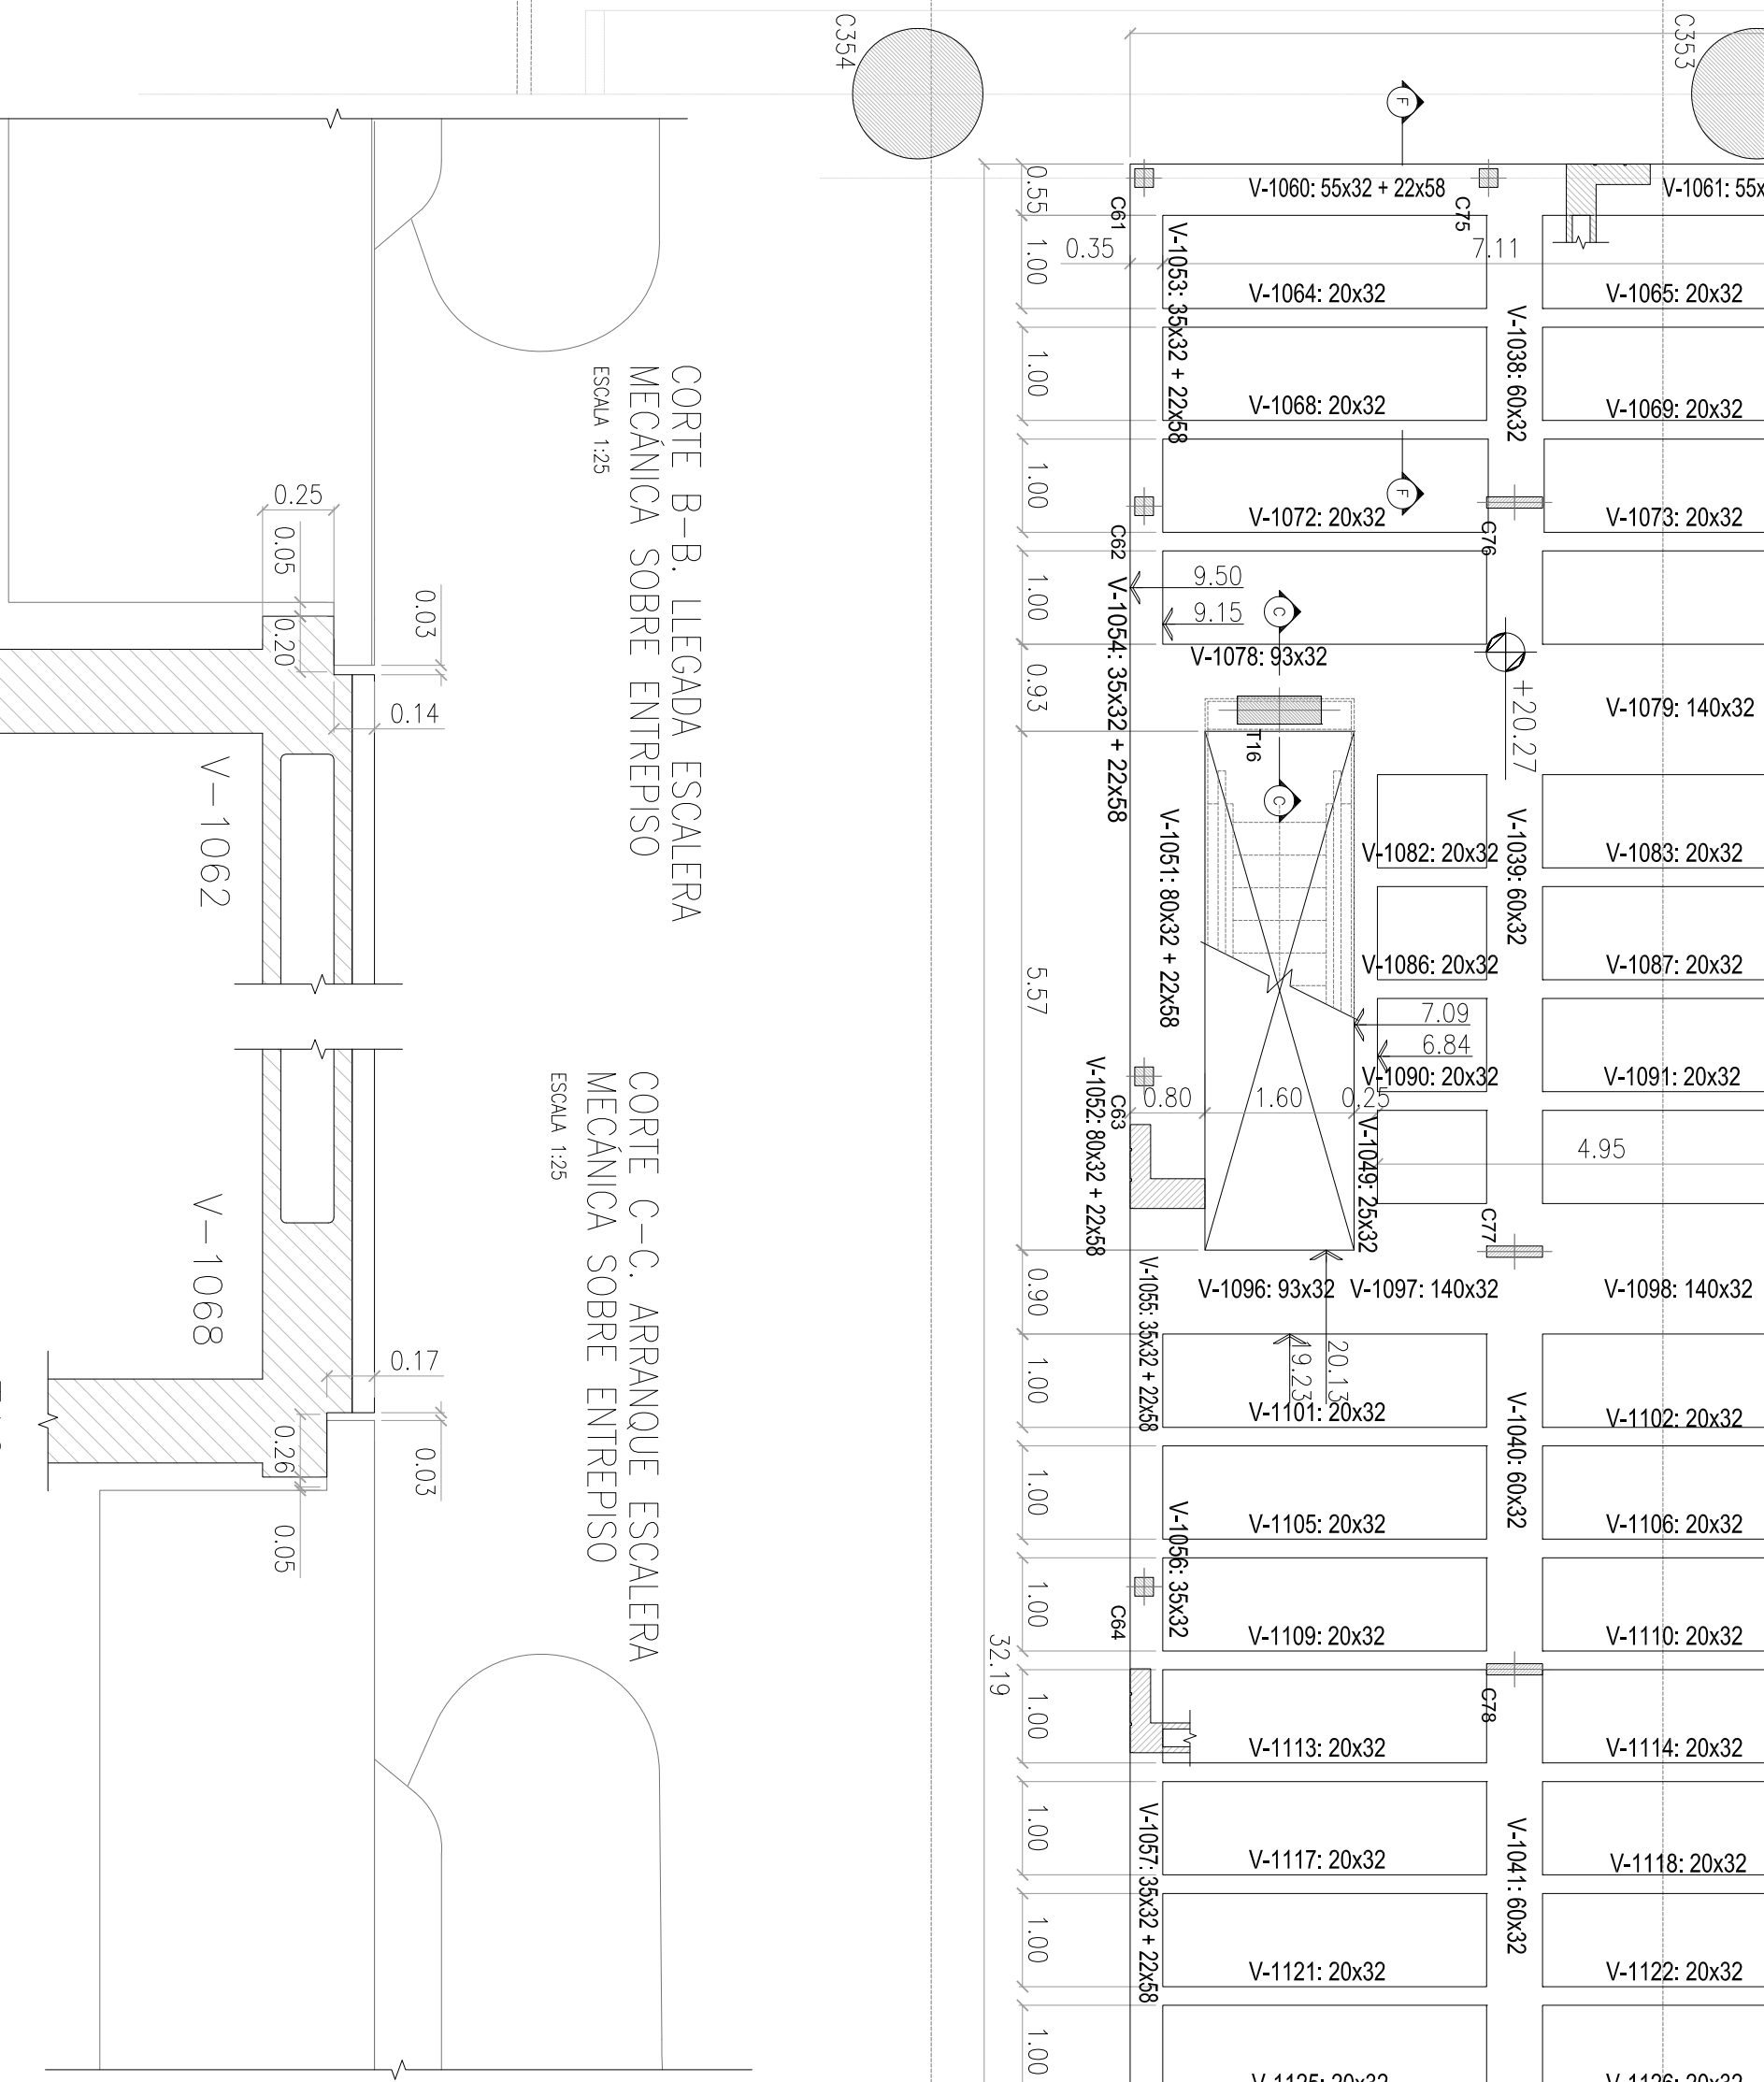 C354
C353
F
V-1060: 55x32 + 22x58
V-1061: 55x
C61
C75
0.55
1.00
0.35
7.11
V-1053: 35x32 + 22x58
V-1064: 20x32
V-1065: 20x32
V-1038: 60x32
1.00
V-1068: 20x32
V-1069: 20x32
1.00
F
V-1072: 20x32
V-1073: 20x32
C62
C76
1.00
9.50
9.15
C
V-1054: 35x32 + 22x58
V-1078: 93x32
+20.27
0.93
V-1079: 140x32
T16
C
V-1051: 80x32 + 22x58
V-1082: 20x32
V-1039: 60x32
V-1083: 20x32
V-1086: 20x32
V-1087: 20x32
5.57
7.09
6.84
V-1090: 20x32
V-1091: 20x32
C63
0.80
1.60
0.25
V-1052: 80x32 + 22x58
V-1049: 25x32
4.95
C77
0.90
V-1055: 35x32 + 22x58
V-1096: 93x32
V-1097: 140x32
V-1098: 140x32
19.23
20.13
1.00
V-1101: 20x32
V-1040: 60x32
V-1102: 20x32
1.00
V-1056: 35x32
V-1105: 20x32
V-1106: 20x32
1.00
C64
V-1109: 20x32
V-1110: 20x32
32.19
C78
1.00
V-1113: 20x32
V-1114: 20x32
1.00
V-1057: 35x32 + 22x58
V-1117: 20x32
V-1041: 60x32
V-1118: 20x32
1.00
V-1121: 20x32
V-1122: 20x32
1.00
V-1125: 20x32
V-1126: 20x32
CORTE B-B. LLEGADA ESCALERA
MECÁNICA SOBRE ENTREPISO
ESCALA 1:25
0.25
0.05
0.20
0.03
0.14
V-1062
CORTE C-C. ARRANQUE ESCALERA
MECÁNICA SOBRE ENTREPISO
ESCALA 1:25
V-1068
0.17
0.26
0.03
0.05